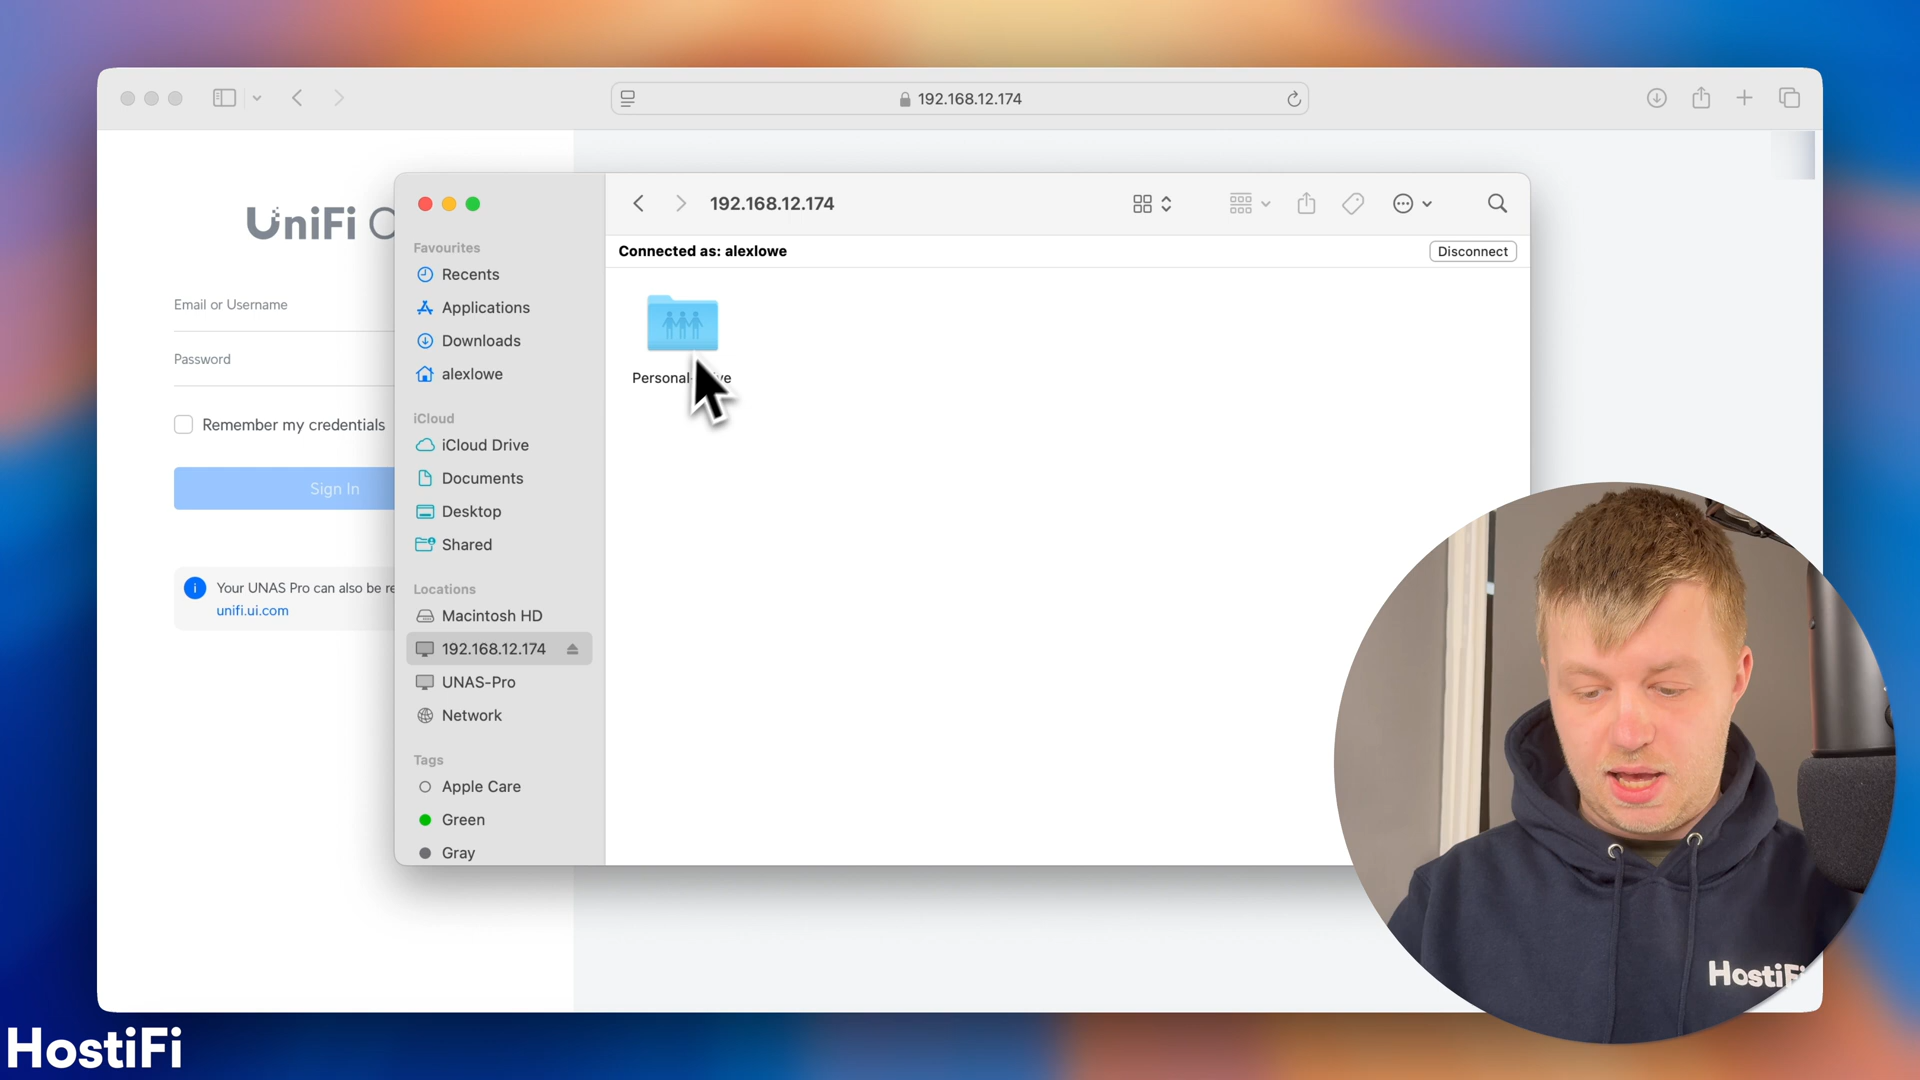 192.168.12.174
UniFi
Email or Username
Password
Remember my credentials
Sign In
Your UNAS Pro can also be
unifi.ui.com
192.168.12.174
Connected as: alexlowe
Disconnect
Favourites
Recents
Applications
Downloads
alexlowe
iCloud
iCloud Drive
Documents
Desktop
Shared
Locations
Macintosh HD
192.168.12.174
UNAS-Pro
Network
Tags
Apple Care
Green
Gray
HostiFi
HostiFi